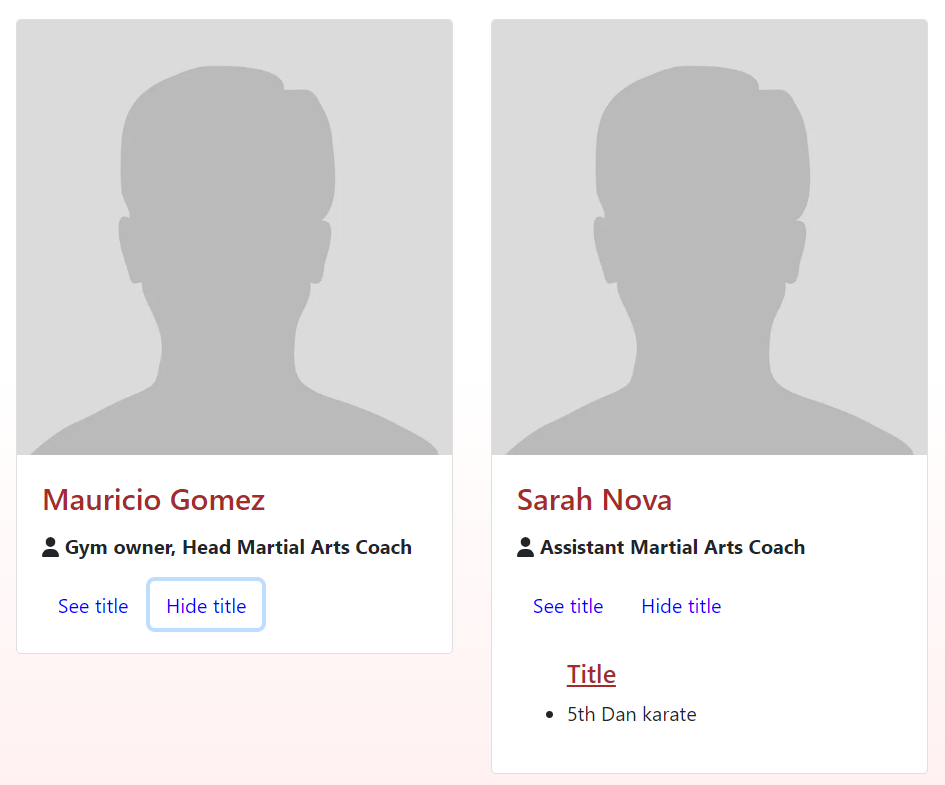 Mauricio Gomez
Gym owner, Head Martial Arts Coach
See title Hide title
Sarah Nova
Assistant Martial Arts Coach
See title Hide title
Title
5th Dan karate